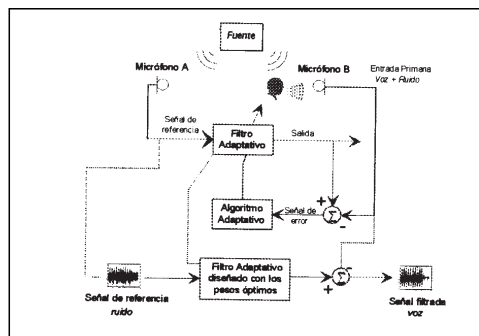 Fuente
Micrófono A
Micrófono B
Entrada Primaria
Voz + Ruido
Señal de
referencia
Filtro
Adaptativo
Salida
+
Algoritmo
Adaptativo
Señal de
error
Σ
-
Filtro Adaptativo
diseñado con los
pesos óptimos
+
Σ
-
Señal de referencia
ruido
Señal filtrada
voz